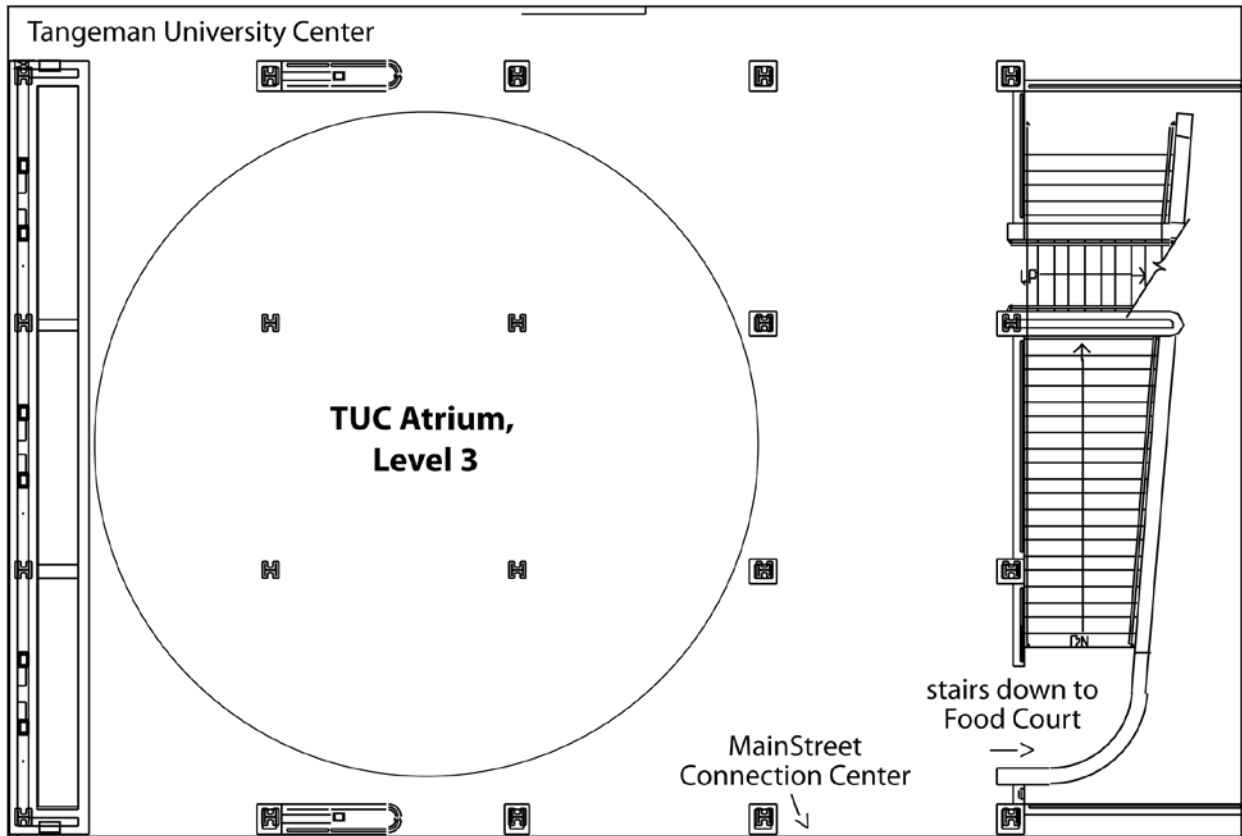 Tangeman University Center
UP
TUC Atrium,
Level 3
DN
stairs down to
Food Court
MainStreet
Connection Center